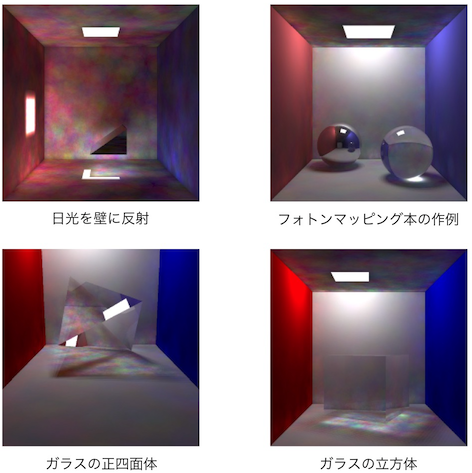 日光を壁に反射
フォトンマッピング本の作例
ガラスの正四面体
ガラスの立方体